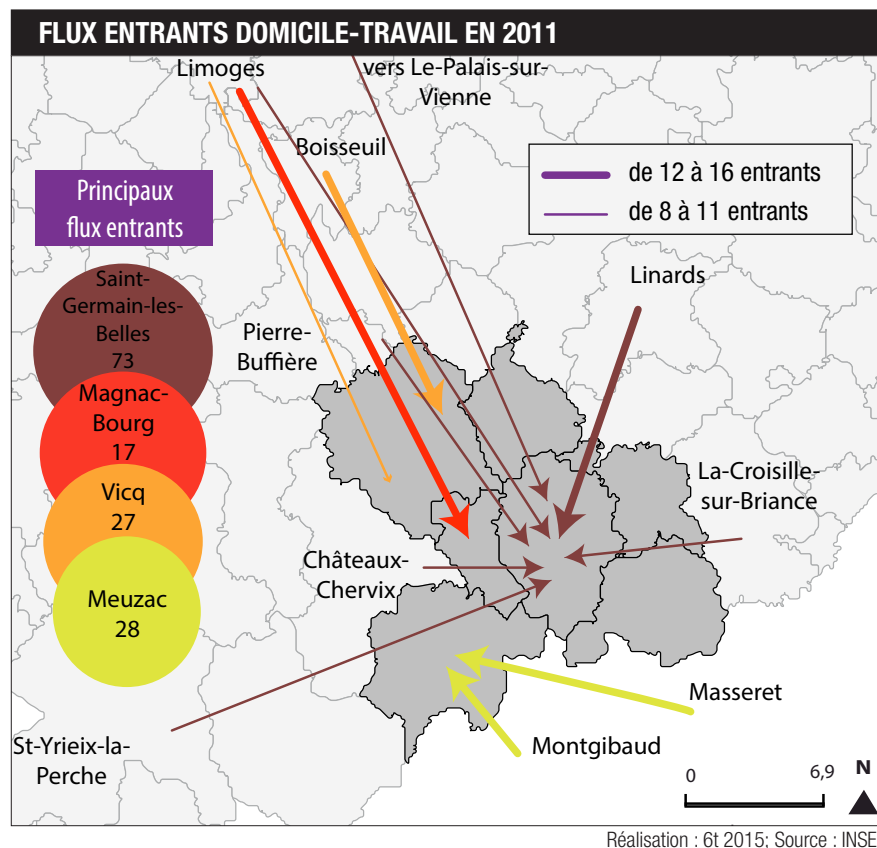 FLUX ENTRANTS DOMICILE-TRAVAIL EN 2011
Limoges
vers Le-Palais-sur-
Vienne
Boisseuil
de 12 à 16 entrants
de 8 à 11 entrants
Principaux
flux entrants
Saint-
Germain-les-
Belles
73
Magnac-
Bourg
17
Vicq
27
Meuzac
28
Linards
Pierre-
Buffière
La-Croisille-
sur-Briance
Châteaux-
Chervix
Masseret
Montgibaud
St-Yrieix-la-
Perche
0 6,9 N
Réalisation : 6t 2015; Source : INSE